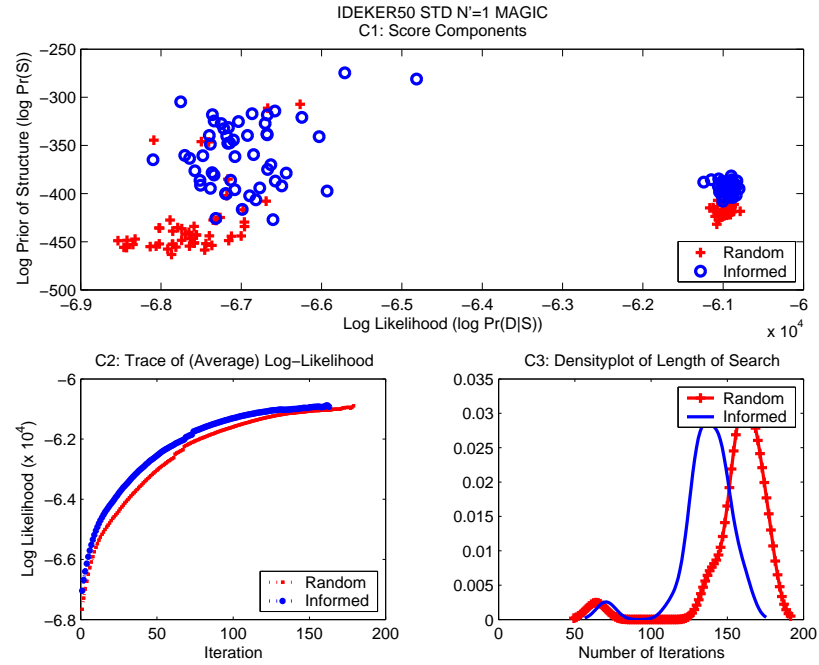 IDEKER50 STD N'=1 MAGIC
C1: Score Components
−250
−300
−350
−400
−450
−500
Log Prior of Structure (log Pr(S))
Random
Informed
−6.9 −6.8 −6.7 −6.6 −6.5 −6.4 −6.3 −6.2 −6.1 −6
Log Likelihood (log Pr(D|S))
x 10^4
C2: Trace of (Average) Log−Likelihood
−6
−6.2
−6.4
−6.6
−6.8
Log Likelihood (x 10^4)
Random
Informed
0 50 100 150 200
Iteration
C3: Densityplot of Length of Search
0.035
0.03
0.025
0.02
0.015
0.01
0.005
0
Random
Informed
0 50 100 150 200
Number of Iterations